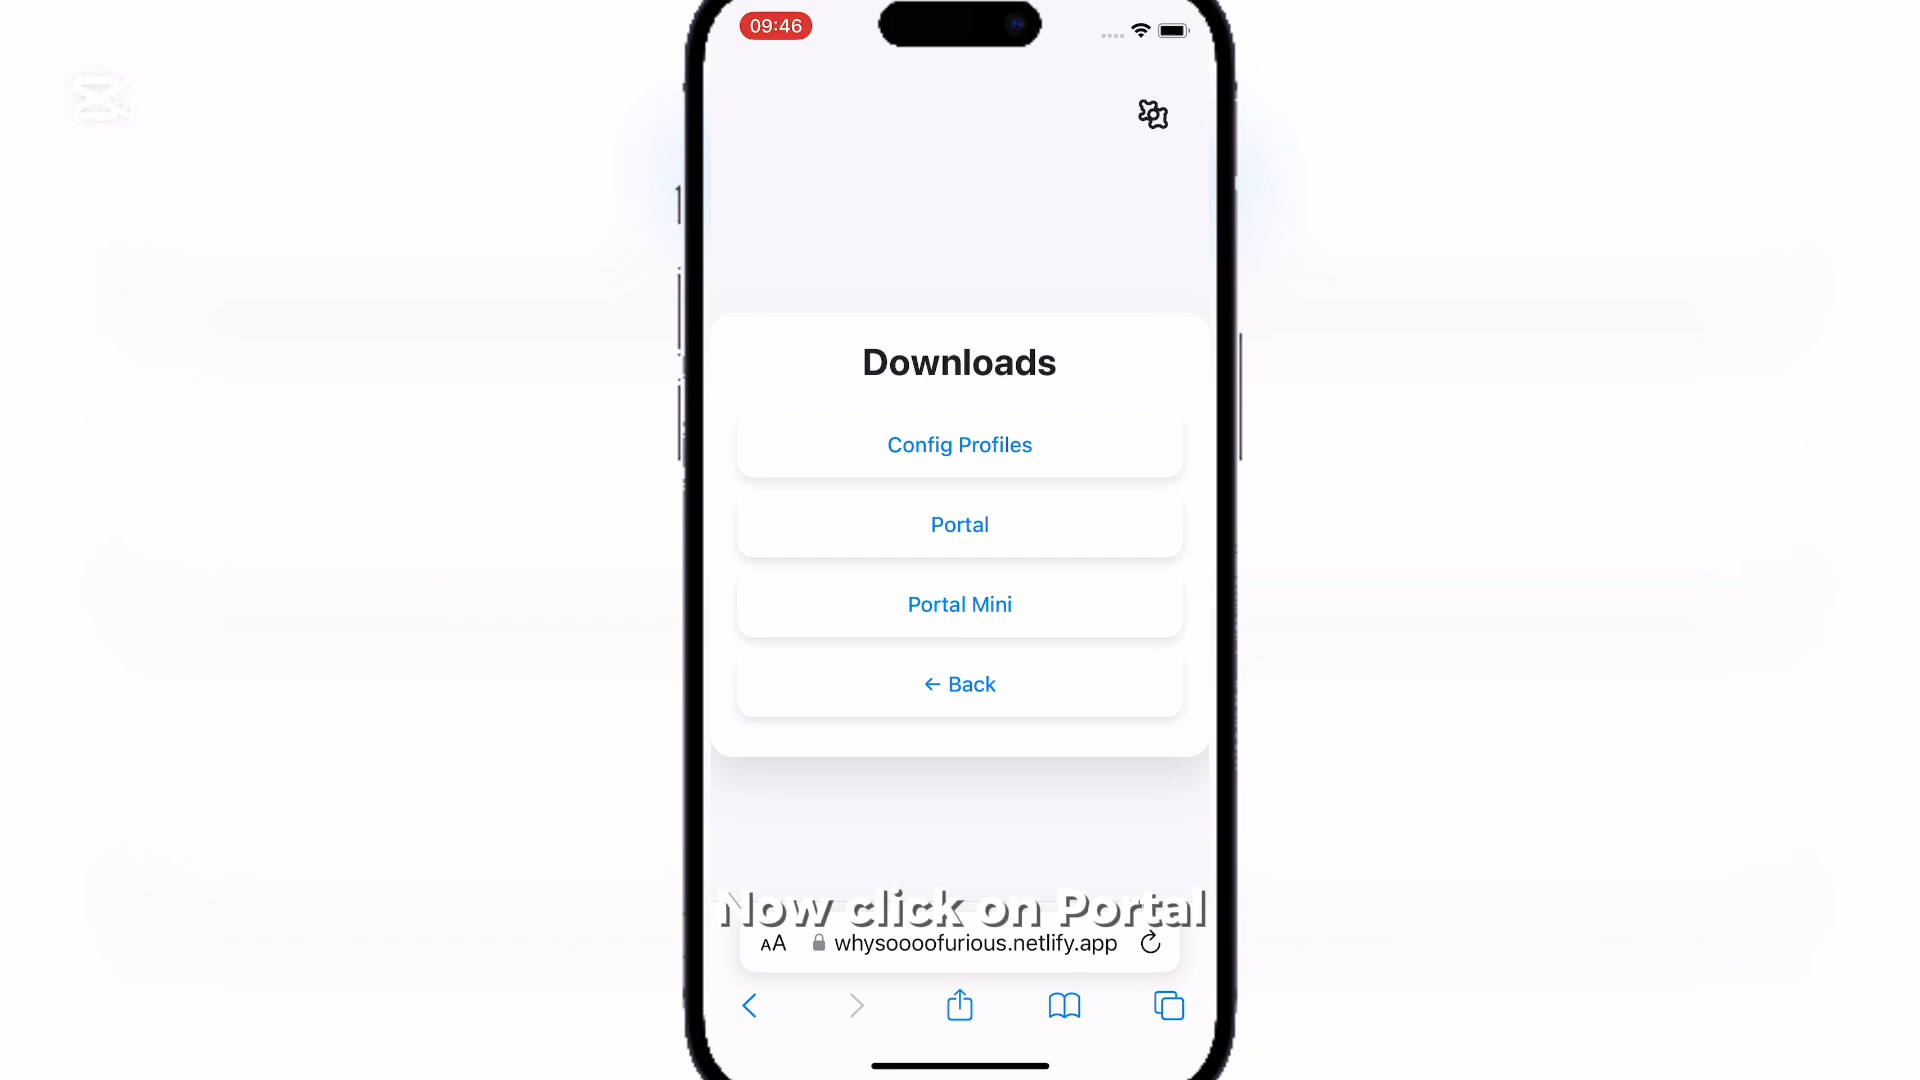 09:46
Downloads
Config Profiles
Portal
Portal Mini
← Back
Now click on Portal
AA whysoooofurious.netlify.app